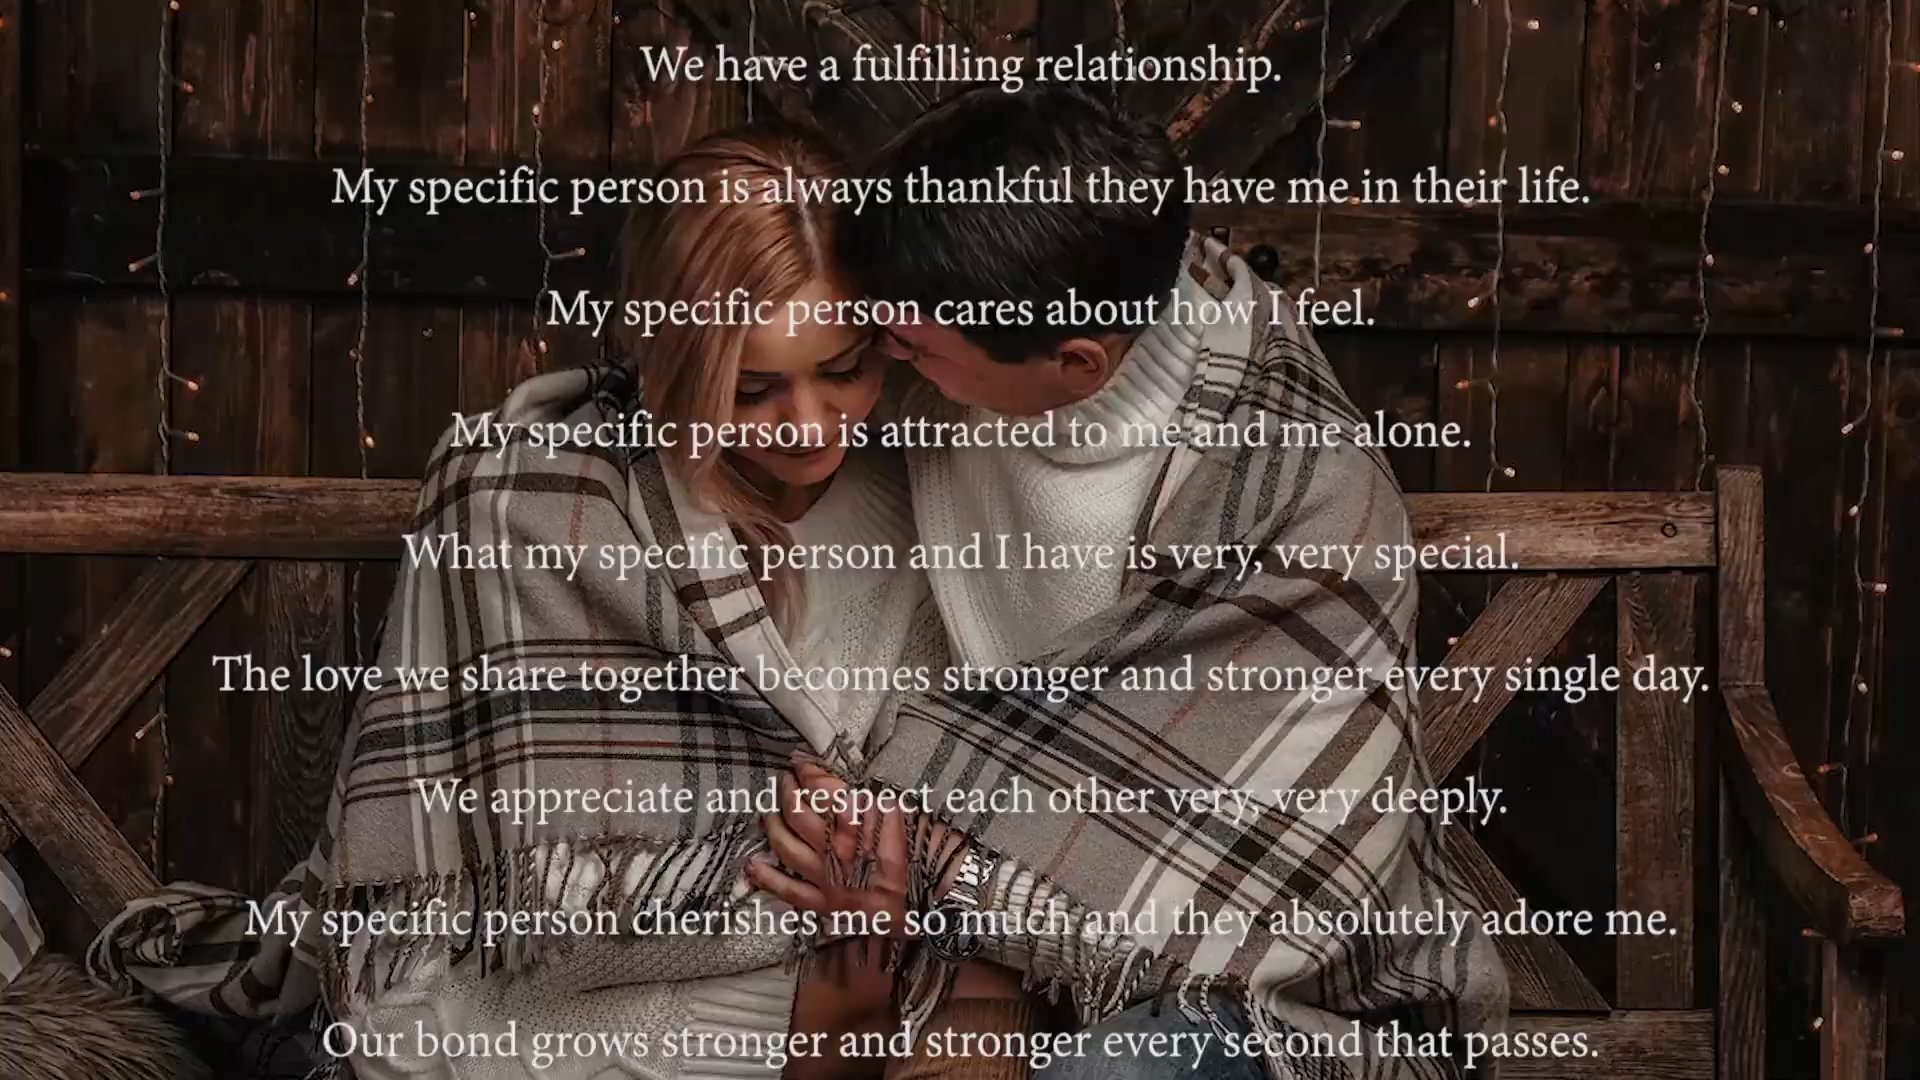 We have a fulfilling relationship.
My specific person is always thankful they have me in their life.
My specific person cares about how I feel.
My specific person is attracted to me and me alone.
What my specific person and I have is very, very special.
The love we share together becomes stronger and stronger every single day.
We appreciate and respect each other very, very deeply.
My specific person cherishes me so much and they absolutely adore me.
Our bond grows stronger and stronger every second that passes.